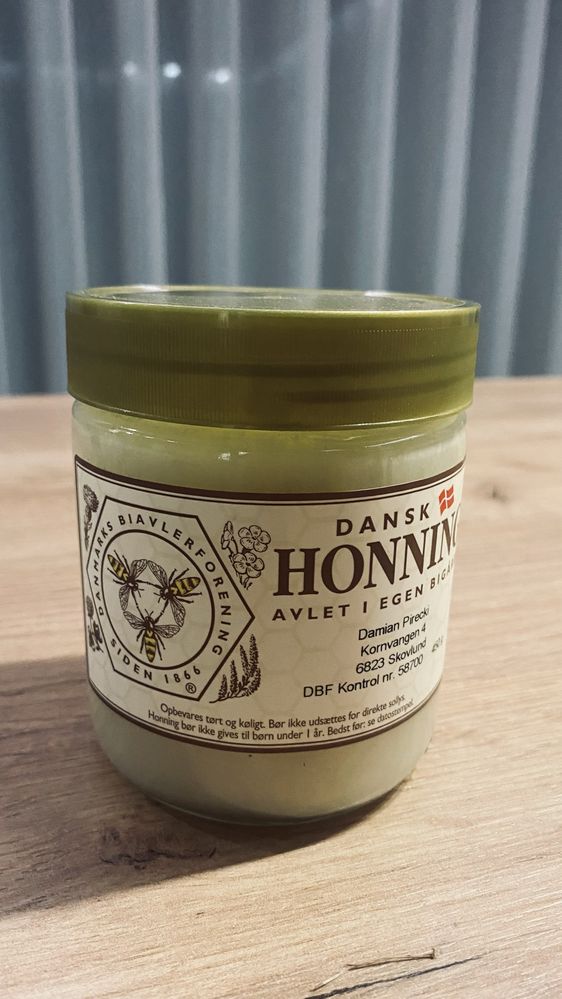 DANMARKS BIAVLERFORENING
SIDEN 1866
®
DANSK
HONNING
AVLET I EGEN
Damian Pirecki
Kornvangen 4
6823 Skovlund
DBF Kontrol nr. 58700
450 g
Opbevares tørt og køligt. Bør ikke udsættes for direkte sollys.
Honning bør ikke gives til børn under 1 år. Bedst før: se datostempel.